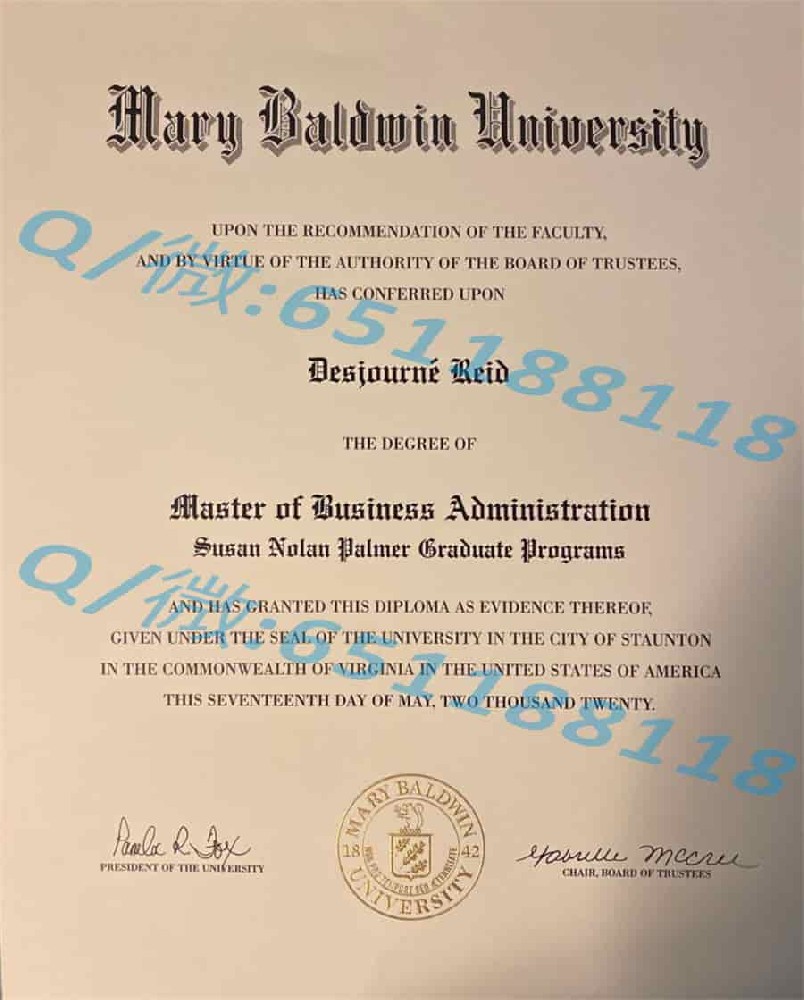 Mary Baldwin University
UPON THE RECOMMENDATION OF THE FACULTY,
AND BY VIRTUE OF THE AUTHORITY OF THE BOARD OF TRUSTEES,
HAS CONFERRED UPON
Desjourné Reid
THE DEGREE OF
Master of Business Administration
Susan Nolan Palmer Graduate Programs
AND HAS GRANTED THIS DIPLOMA AS EVIDENCE THEREOF,
GIVEN UNDER THE SEAL OF THE UNIVERSITY IN THE CITY OF STAUNTON
IN THE COMMONWEALTH OF VIRGINIA IN THE UNITED STATES OF AMERICA
THIS SEVENTEENTH DAY OF MAY, TWO THOUSAND TWENTY.
Pamela R. Fox
PRESIDENT OF THE UNIVERSITY
MARY BALDWIN
18 42
UNIVERSITY
Gabrielle McCree
CHAIR, BOARD OF TRUSTEES
Q/微:651188118
Q/微:651188118